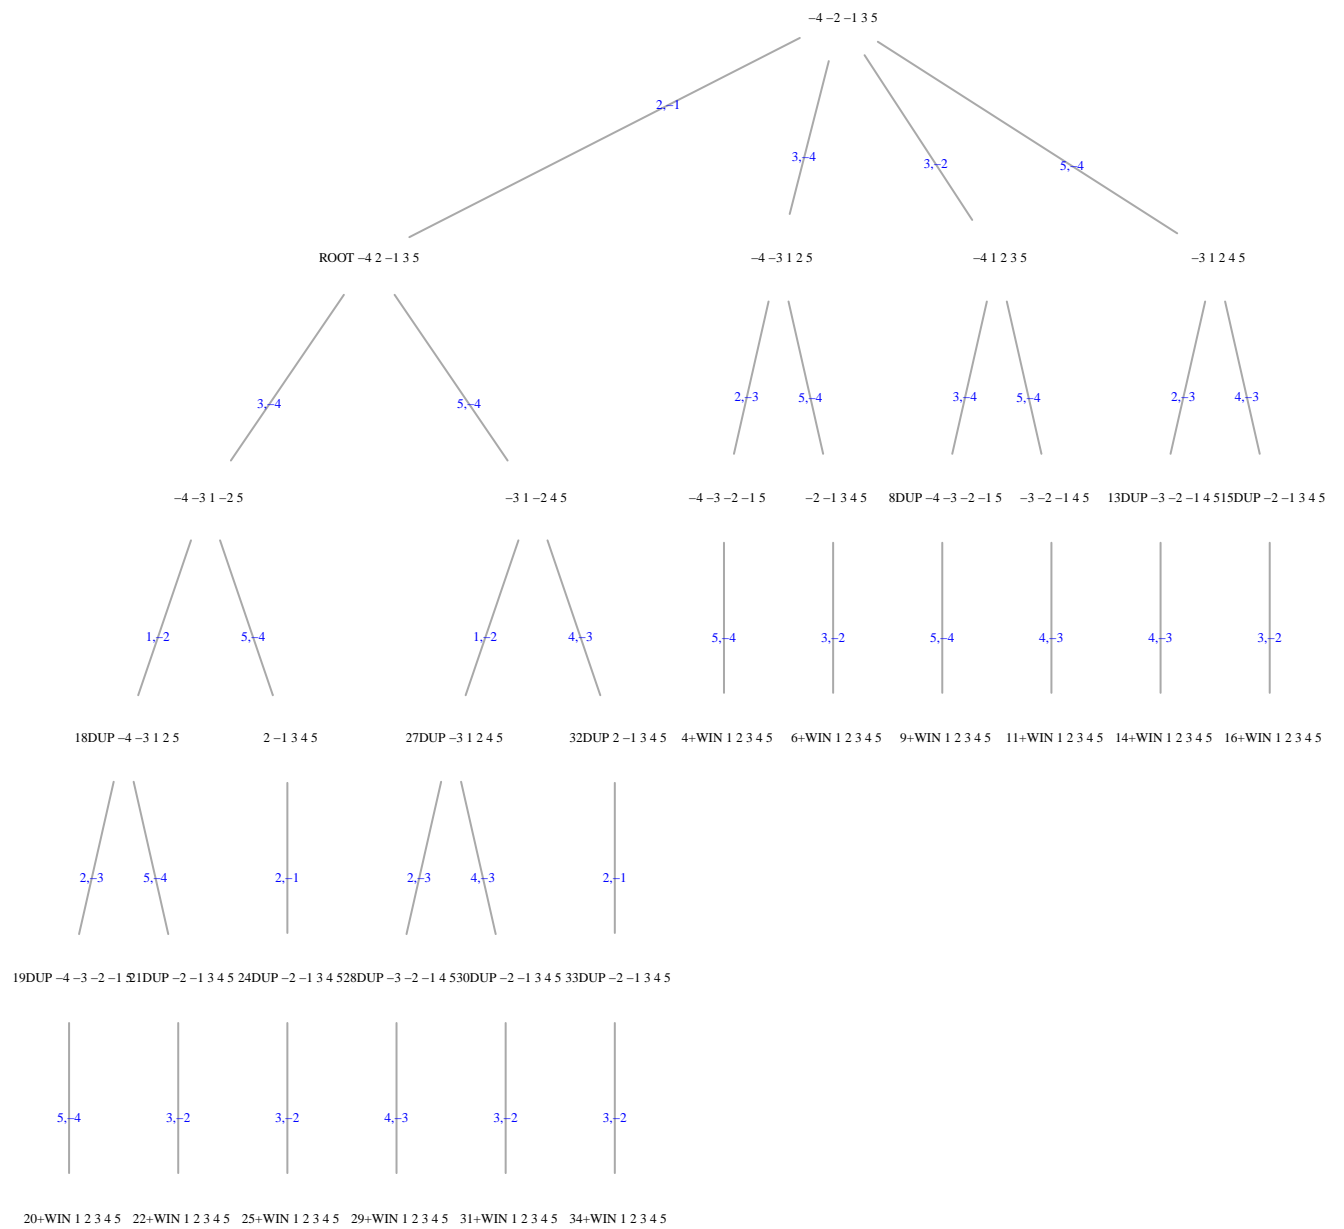 −4 −2 −1 3 5
2,−1
3,−4
3,−2
5,−4
ROOT −4 2 −1 3 5
−4 −3 1 2 5
−4 1 2 3 5
−3 1 2 4 5
3,−4
5,−4
2,−3
5,−4
3,−4
5,−4
2,−3
4,−3
−4 −3 1 −2 5
−3 1 −2 4 5
−4 −3 −2 −1 5
−2 −1 3 4 5
8DUP −4 −3 −2 −1 5
−3 −2 −1 4 5
13DUP −3 −2 −1 4 5
15DUP −2 −1 3 4 5
1,−2
5,−4
1,−2
4,−3
5,−4
3,−2
5,−4
4,−3
4,−3
3,−2
18DUP −4 −3 1 2 5
2 −1 3 4 5
27DUP −3 1 2 4 5
32DUP 2 −1 3 4 5
4+WIN 1 2 3 4 5
6+WIN 1 2 3 4 5
9+WIN 1 2 3 4 5
11+WIN 1 2 3 4 5
14+WIN 1 2 3 4 5
16+WIN 1 2 3 4 5
2,−3
5,−4
2,−1
2,−3
4,−3
2,−1
19DUP −4 −3 −2 −1 5
21DUP −2 −1 3 4 5
24DUP −2 −1 3 4 5
28DUP −3 −2 −1 4 5
30DUP −2 −1 3 4 5
33DUP −2 −1 3 4 5
5,−4
3,−2
3,−2
4,−3
3,−2
3,−2
20+WIN 1 2 3 4 5
22+WIN 1 2 3 4 5
25+WIN 1 2 3 4 5
29+WIN 1 2 3 4 5
31+WIN 1 2 3 4 5
34+WIN 1 2 3 4 5